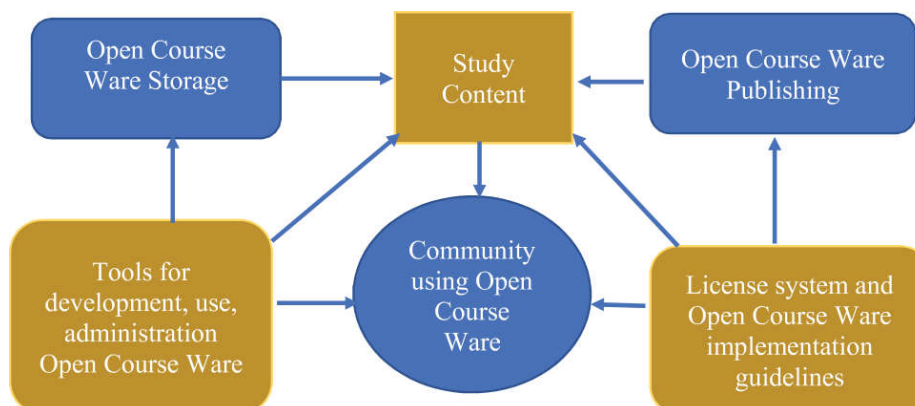 Open Course
Ware Storage
Study
Content
Open Course Ware
Publishing
Tools for
development, use,
administration
Open Course Ware
Community
using Open
Course
Ware
License system and
Open Course Ware
implementation
guidelines